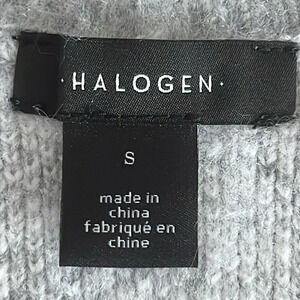 ·HALOGEN·
S
made in
china
fabriqué en
chine